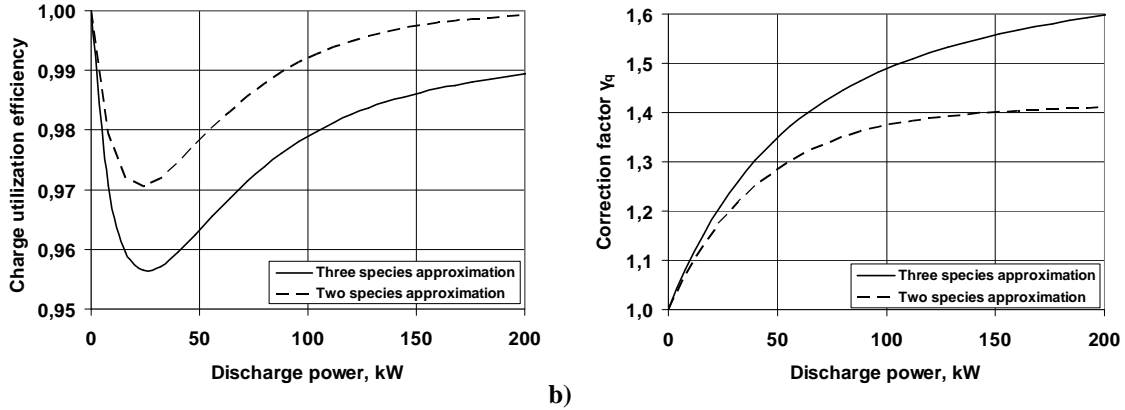 Charge utilization efficiency
1,00
0,99
0,98
0,97
0,96
0,95
Three species approximation
Two species approximation
0
50
100
150
200
Discharge power, kW
b)
Correction factor γq
1,6
1,5
1,4
1,3
1,2
1,1
1,0
Three species approximation
Two species approximation
0
50
100
150
200
Discharge power, kW